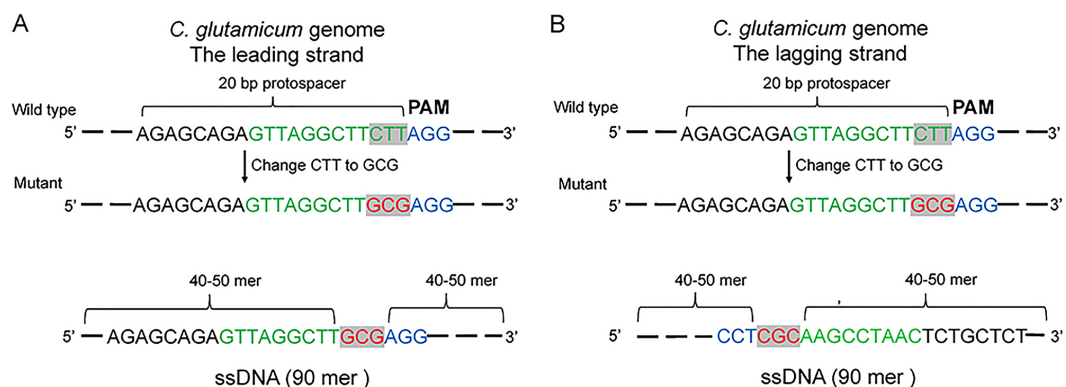 A
C. glutamicum genome
The leading strand
20 bp protospacer
PAM
Wild type
5’ AGAGCAGAGTTAGGCTTCTTAGG 3’
Change CTT to GCG
Mutant
5’ AGAGCAGAGTTAGGCTTGCGAGG 3’
40-50 mer 40-50 mer
5’ AGAGCAGAGTTAGGCTTGCGAGG 3’
ssDNA (90 mer )
B
C. glutamicum genome
The lagging strand
20 bp protospacer
PAM
Wild type
5’ AGAGCAGAGTTAGGCTTCTTAGG 3’
Change CTT to GCG
Mutant
5’ AGAGCAGAGTTAGGCTTGCGAGG 3’
40-50 mer 40-50 mer
5’ CCTCGCAAGCCTAACTCTGCTCT 3’
ssDNA (90 mer )